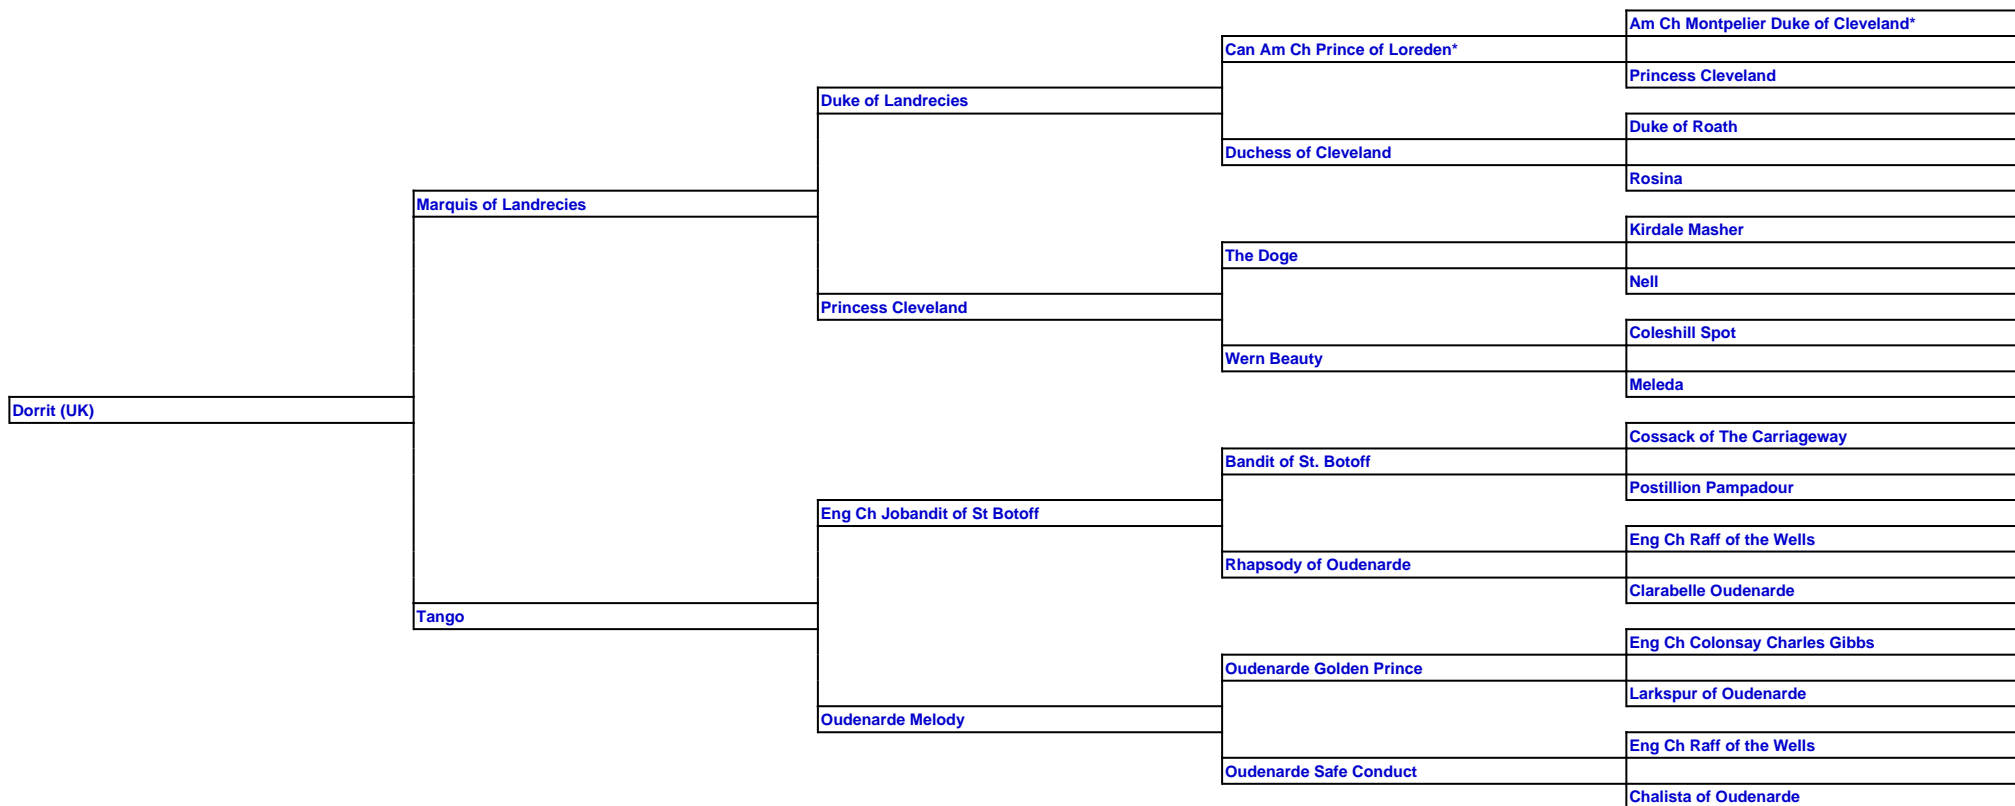 Am Ch Montpelier Duke of Cleveland*
Can Am Ch Prince of Loreden*
Princess Cleveland
Duke of Landrecies
Duke of Roath
Duchess of Cleveland
Rosina
Marquis of Landrecies
Kirdale Masher
The Doge
Nell
Princess Cleveland
Coleshill Spot
Wern Beauty
Meleda
Dorrit (UK)
Cossack of The Carriageway
Bandit of St. Botoff
Postillion Pampadour
Eng Ch Jobandit of St Botoff
Eng Ch Raff of the Wells
Rhapsody of Oudenarde
Clarabelle Oudenarde
Tango
Eng Ch Colonsay Charles Gibbs
Oudenarde Golden Prince
Larkspur of Oudenarde
Oudenarde Melody
Eng Ch Raff of the Wells
Oudenarde Safe Conduct
Chalista of Oudenarde